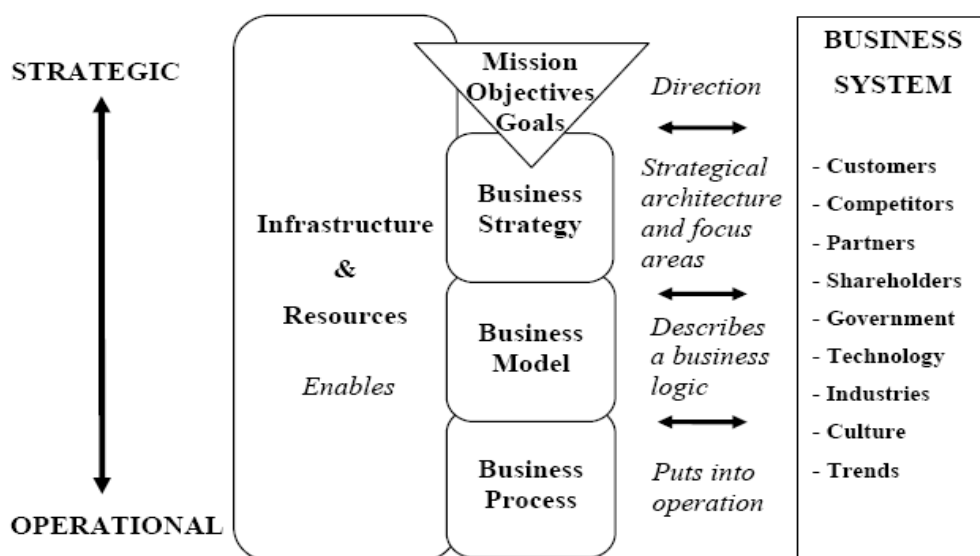 STRATEGIC
OPERATIONAL
Infrastructure
&
Resources
Enables
Mission
Objectives
Goals
Business
Strategy
Business
Model
Business
Process
Direction
Strategical
architecture
and focus
areas
Describes
a business
logic
Puts into
operation
BUSINESS
SYSTEM
- Customers
- Competitors
- Partners
- Shareholders
- Government
- Technology
- Industries
- Culture
- Trends